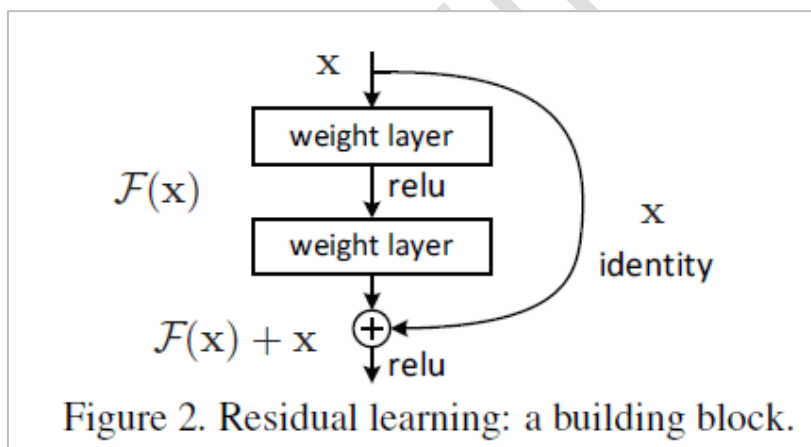 x
weight layer
F(x)
relu
x
weight layer
identity
F(x) + x
relu
Figure 2. Residual learning: a building block.